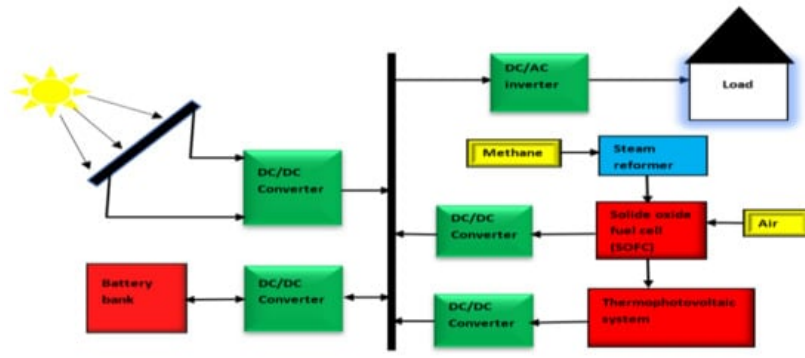 DC/AC
inverter
Load
Methane
Steam
reformer
DC/DC
Converter
DC/DC
Converter
Solide oxida
fuel cell
(SOFC)
Air
Battery
bank
DC/DC
Converter
DC/DC
Converter
Thermophotovoltaic
system